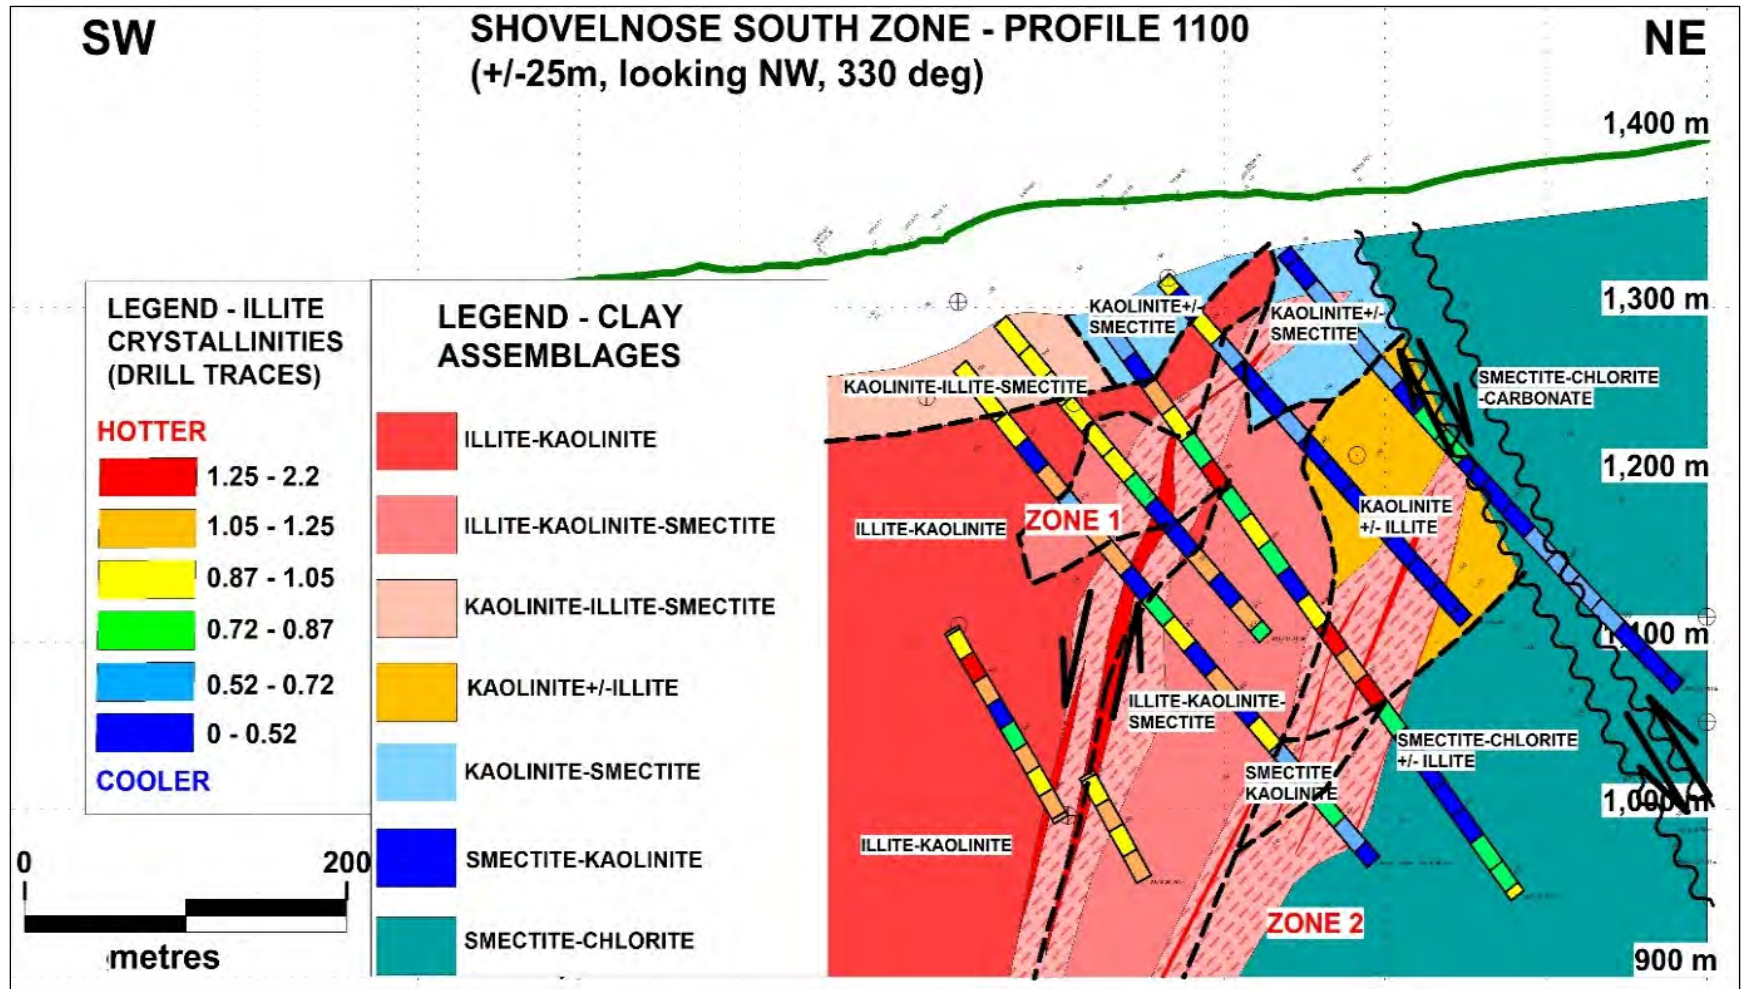 SW
SHOVELNOSE SOUTH ZONE - PROFILE 1100
(+/-25m, looking NW, 330 deg)
NE
1,400 m
1,300 m
1,200 m
1,100 m
1,000 m
900 m
LEGEND - ILLITE
CRYSTALLINITIES
(DRILL TRACES)
HOTTER
1.25 - 2.2
1.05 - 1.25
0.87 - 1.05
0.72 - 0.87
0.52 - 0.72
0 - 0.52
COOLER
0
200
metres
LEGEND - CLAY
ASSEMBLAGES
ILLITE-KAOLINITE
ILLITE-KAOLINITE-SMECTITE
KAOLINITE-ILLITE-SMECTITE
KAOLINITE+/-ILLITE
KAOLINITE-SMECTITE
SMECTITE-KAOLINITE
SMECTITE-CHLORITE
KAOLINITE+/-
SMECTITE
KAOLINITE+/-
SMECTITE
KAOLINITE-ILLITE-SMECTITE
SMECTITE-CHLORITE
-CARBONATE
ILLITE-KAOLINITE
ZONE 1
KAOLINITE
+/- ILLITE
ILLITE-KAOLINITE-
SMECTITE
SMECTITE-CHLORITE
+/- ILLITE
SMECTITE
KAOLINITE
ILLITE-KAOLINITE
ZONE 2